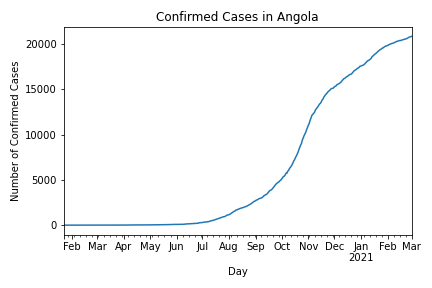 Confirmed Cases in Angola
Number of Confirmed Cases
20000
15000
10000
5000
0
Feb Mar Apr May Jun Jul Aug Sep Oct Nov Dec Jan Feb Mar
2021
Day